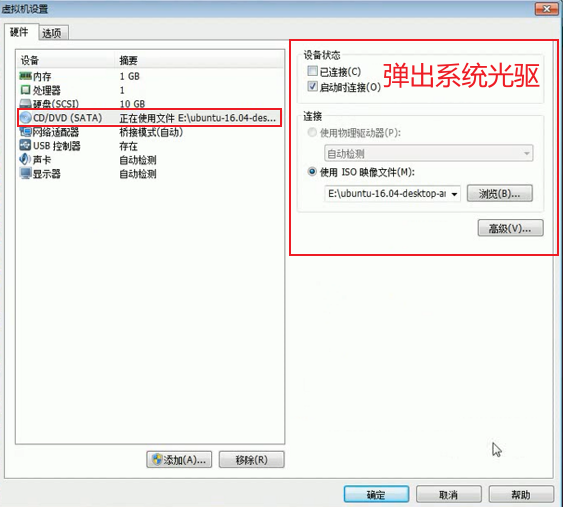 虚拟机设置
硬件 选项
设备 摘要
内存 1 GB
处理器 1
硬盘(SCSI) 10 GB
CD/DVD (SATA) 正在使用文件 E:\ubuntu-16.04-des...
网络适配器 桥接模式(自动)
USB 控制器 存在
声卡 自动检测
显示器 自动检测
添加(A)... 移除(R)
设备状态
已连接(C)
启动时连接(O)
弹出系统光驱
连接
使用物理驱动器(P):
自动检测
使用 ISO 映像文件(M):
E:\ubuntu-16.04-desktop-ar 浏览(B)...
高级(V)...
确定 取消 帮助